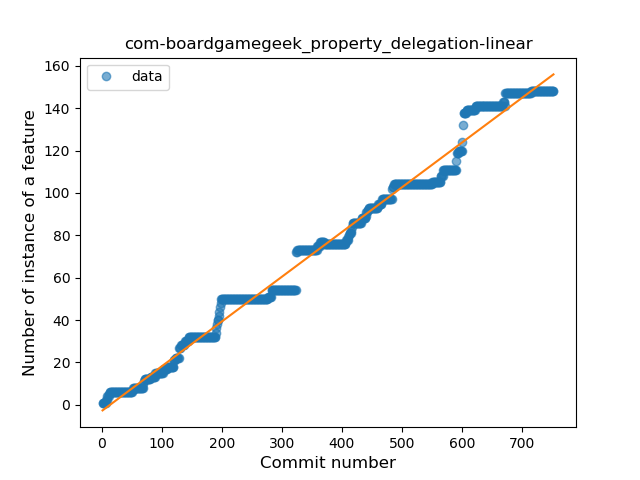 com-boardgamegeek_property_delegation-linear
data
Number of instance of a feature
160
140
120
100
80
60
40
20
0
0 100 200 300 400 500 600 700
Commit number